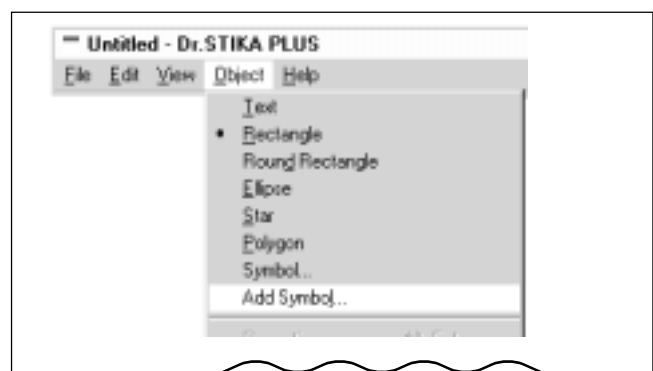 Untitled - Dr.STIKA PLUS
File Edit View Object Help
Text
• Rectangle
Round Rectangle
Ellipse
Star
Polygon
Symbol...
Add Symbol...